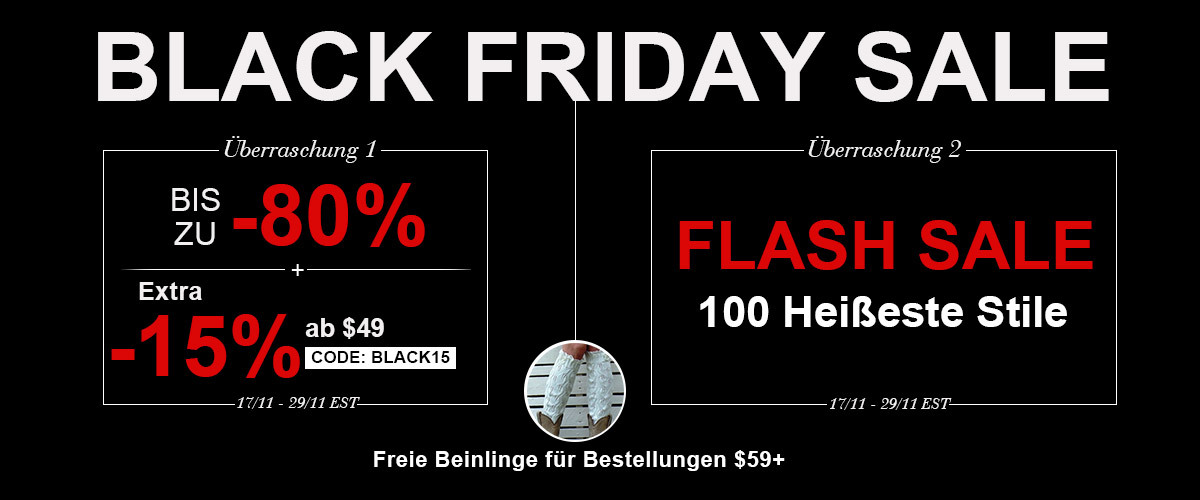 BLACK FRIDAY SALE
Überraschung 1
BIS
ZU
-80%
+
Extra
-15%
ab $49
CODE: BLACK15
17/11 - 29/11 EST
Überraschung 2
FLASH SALE
100 Heißeste Stile
17/11 - 29/11 EST
Freie Beinlinge für Bestellungen $59+